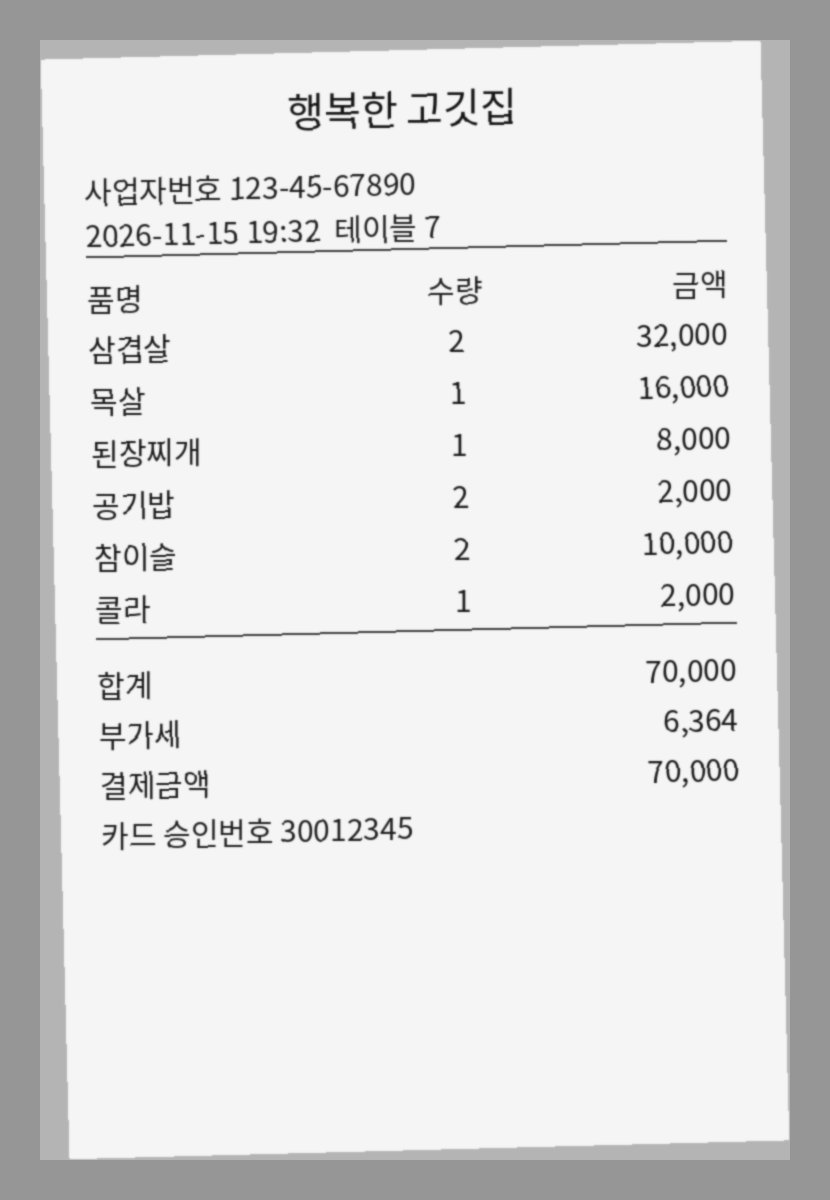 행복한 고깃집
사업자번호 123-45-67890
2026-11-15 19:32 테이블 7
품명 수량 금액
삼겹살 2 32,000
목살 1 16,000
된장찌개 1 8,000
공기밥 2 2,000
참이슬 2 10,000
콜라 1 2,000
합계 70,000
부가세 6,364
결제금액 70,000
카드 승인번호 30012345